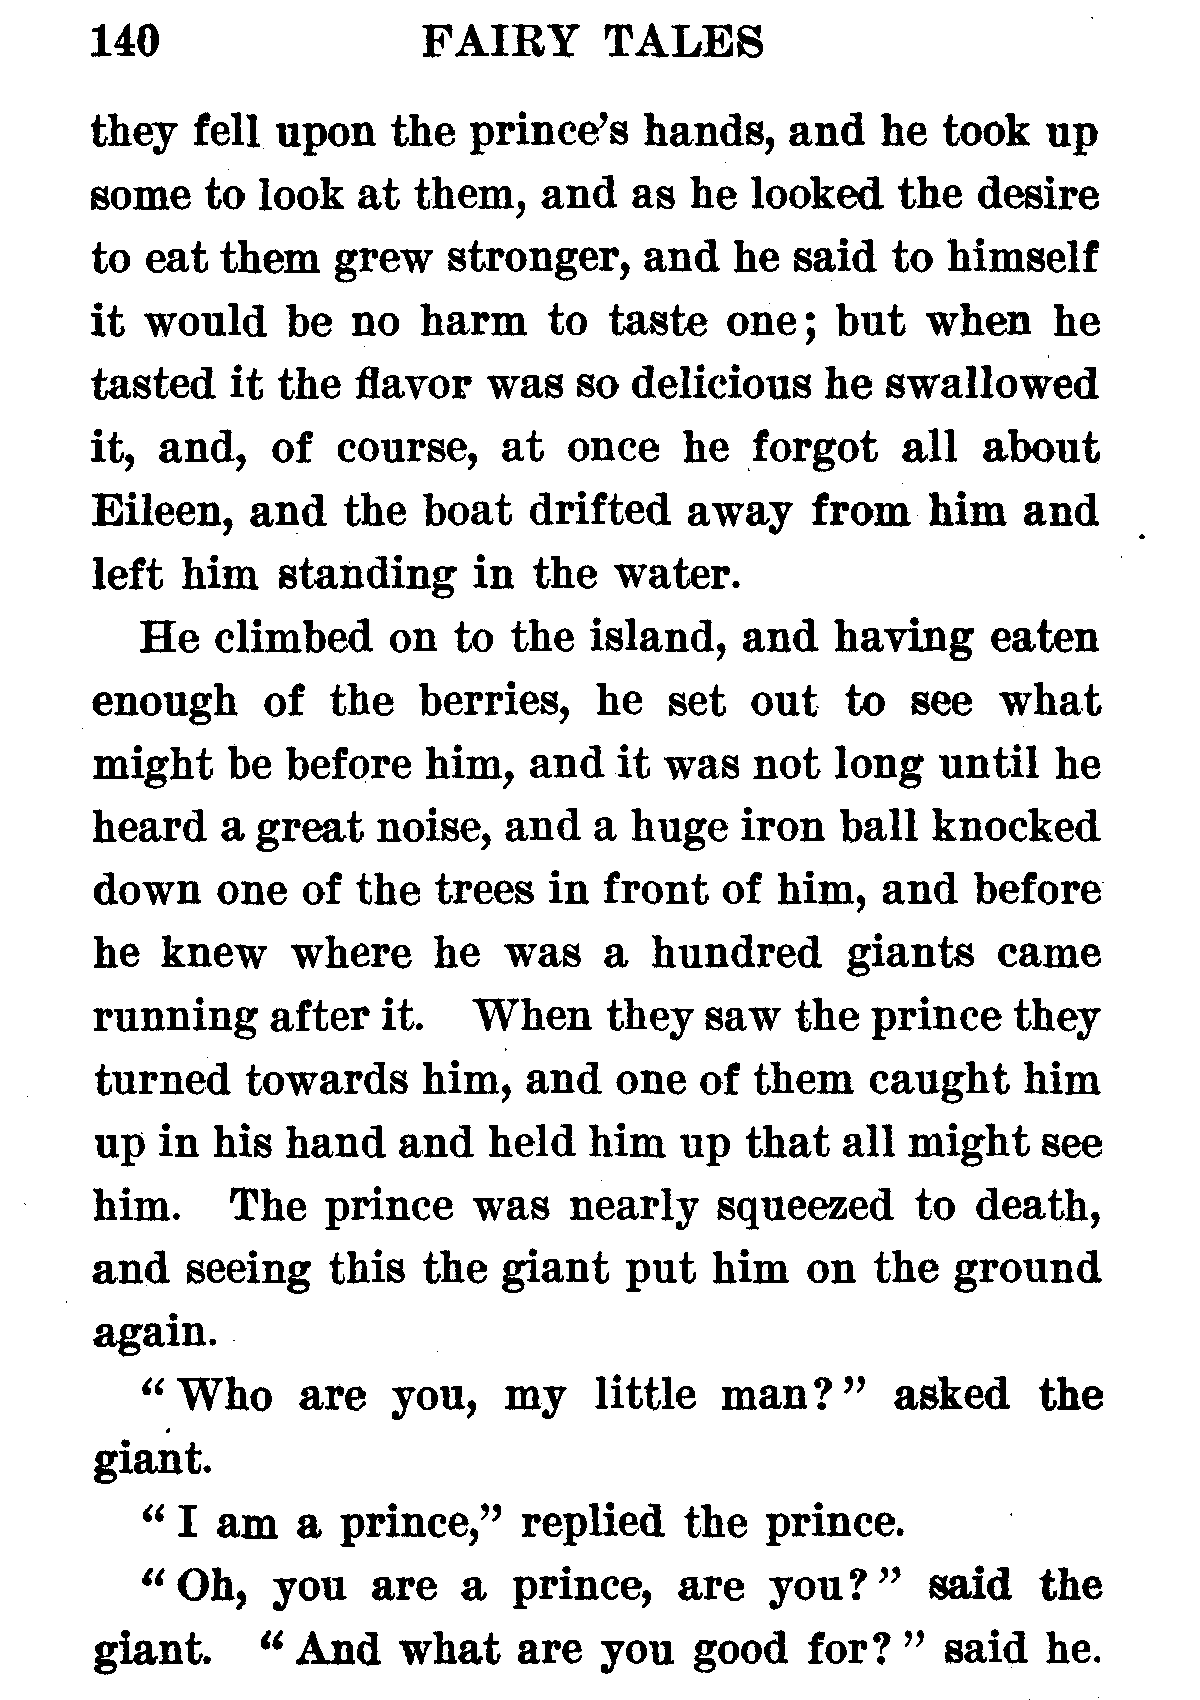 140 FAIRY TALES
they fell upon the prince's hands, and he took up
some to look at them, and as he looked the desire
to eat them grew stronger, and he said to himself
it would be no harm to taste one; but when he
tasted it the flavor was so delicious he swallowed
it, and, of course, at once he forgot all about
Eileen, and the boat drifted away from him and
left him standing in the water.
He climbed on to the island, and having eaten
enough of the berries, he set out to see what
might be before him, and it was not long until he
heard a great noise, and a huge iron ball knocked
down one of the trees in front of him, and before
he knew where he was a hundred giants came
running after it. When they saw the prince they
turned towards him, and one of them caught him
up in his hand and held him up that all might see
him. The prince was nearly squeezed to death,
and seeing this the giant put him on the ground
again.
“ Who are you, my little man? ” asked the
giant.
“ I am a prince,” replied the prince.
“ Oh, you are a prince, are you? ” said the
giant. “ And what are you good for? ” said he.